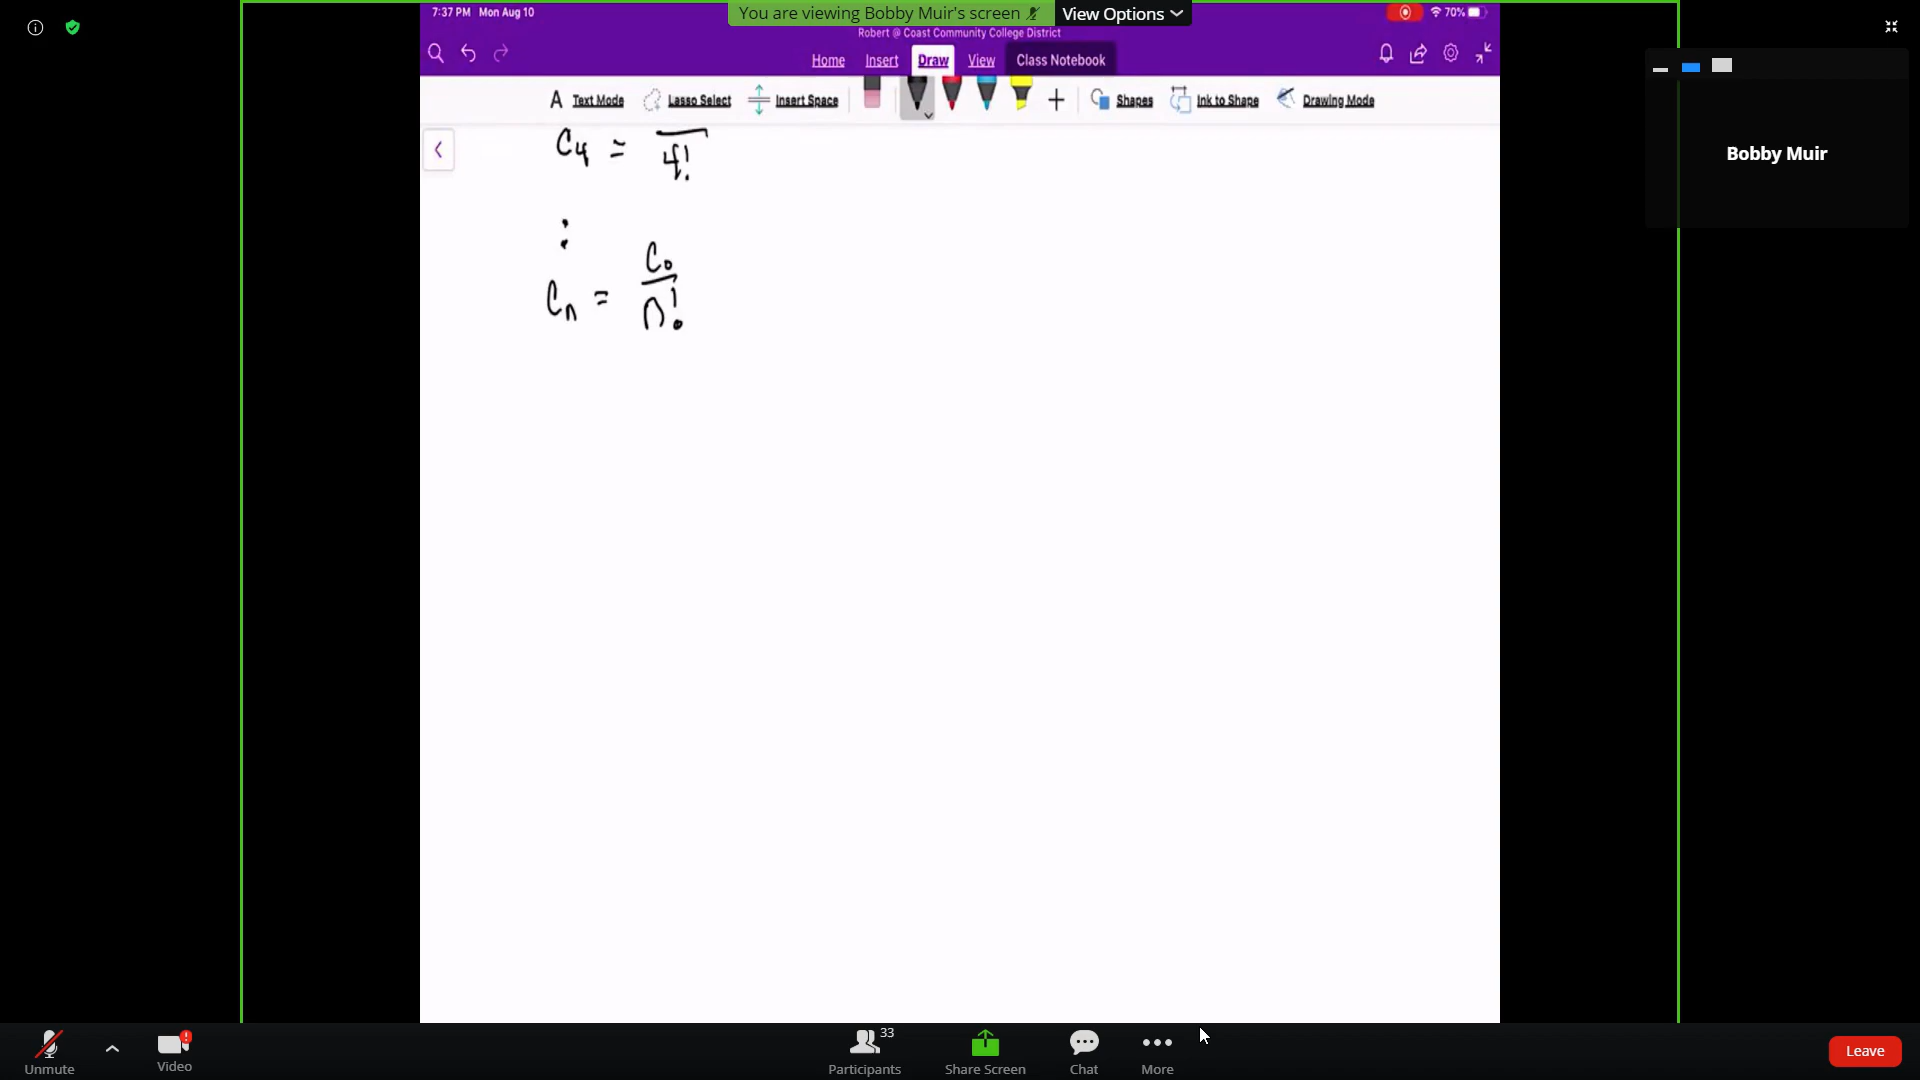 7:37 PM Mon Aug 10
You are viewing Bobby Muir's screen
View Options
70%
Robert @ Coast Community College District
Home Insert Draw View Class Notebook
A Text Mode Lasso Select Insert Space Shapes Ink to Shape Drawing Mode
Bobby Muir
C₄ = — / 4!
:
Cₙ = C₀ / n!
Unmute Video Participants 33 Share Screen Chat More Leave